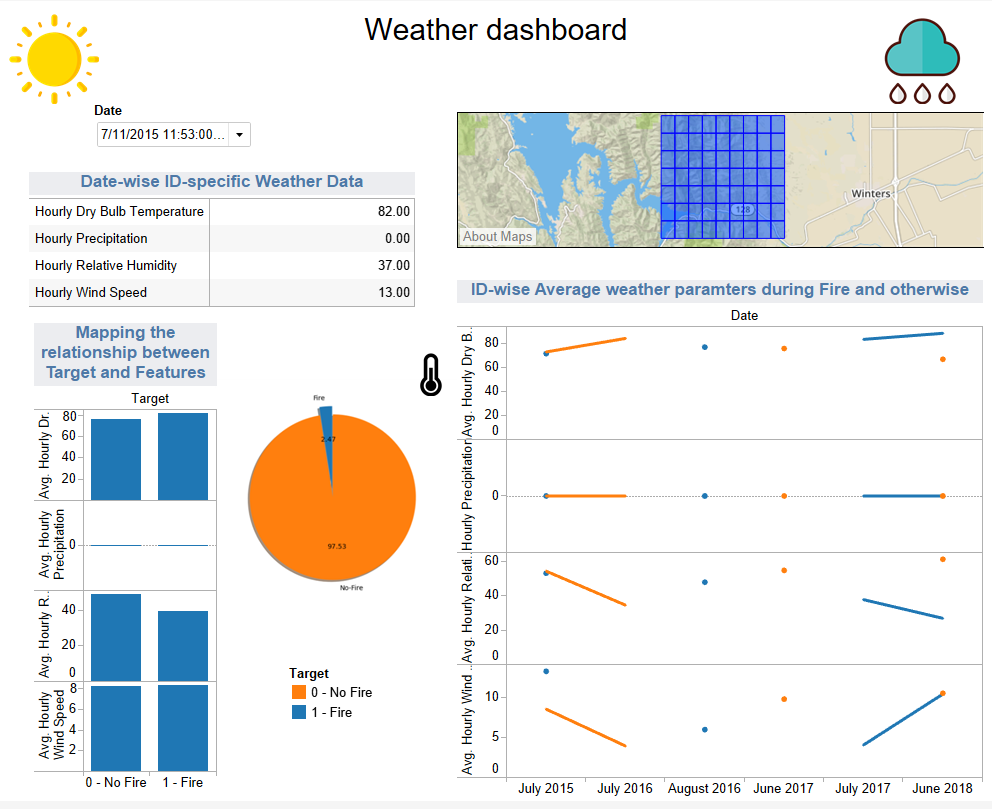 Weather dashboard
Date
7/11/2015 11:53:00...
Date-wise ID-specific Weather Data
Hourly Dry Bulb Temperature 82.00
Hourly Precipitation 0.00
Hourly Relative Humidity 37.00
Hourly Wind Speed 13.00
128
Winters
About Maps
Mapping the
relationship between
Target and Features
Target
Avg. Hourly Dr.
80
60
40
20
Avg. Hourly
Precipitation
0
Avg. Hourly R..
40
20
0
Avg. Hourly
Wind Speed
8
6
4
2
0 - No Fire
1 - Fire
Fire
2.47
97.53
No-Fire
Target
0 - No Fire
1 - Fire
ID-wise Average weather paramters during Fire and otherwise
Date
Avg. Hourly Dry B..
80
60
40
20
0
Hourly Precipitation
0
Avg. Hourly Relati..
60
40
20
0
Avg. Hourly Wind ..
10
5
0
July 2015
July 2016
August 2016
June 2017
July 2017
June 2018